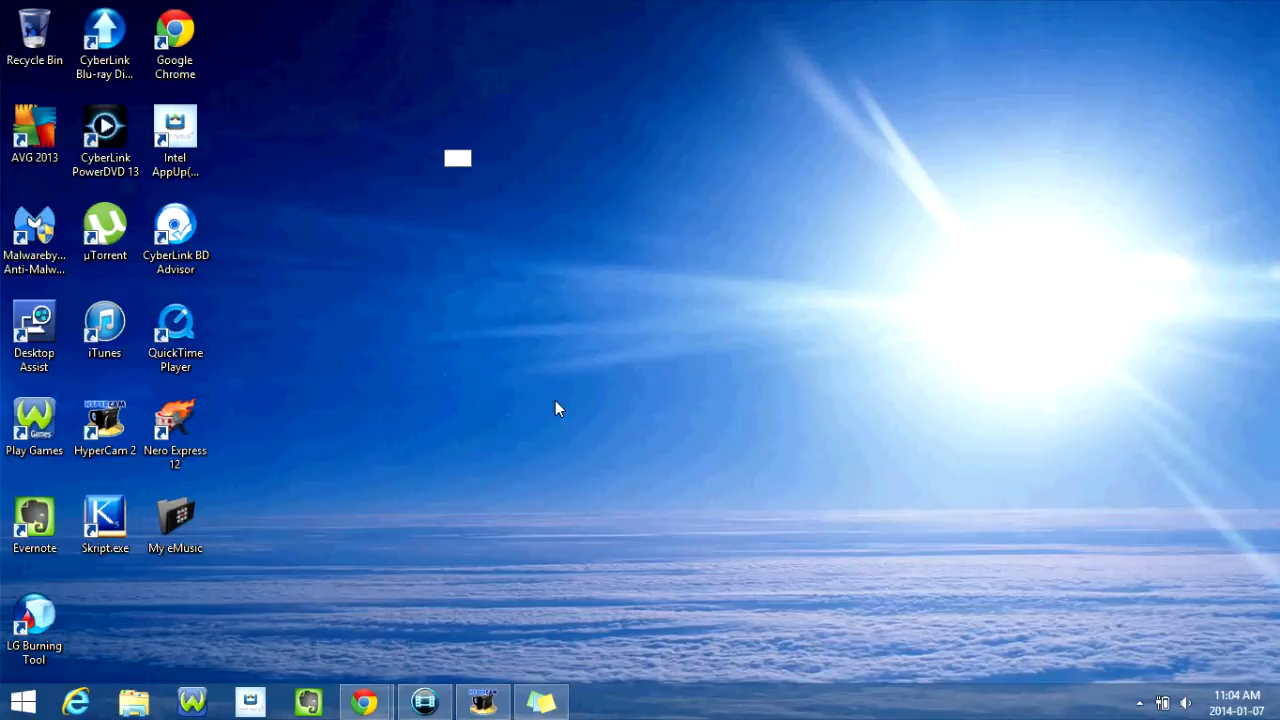 Recycle Bin
CyberLink
Blu-ray Di...
Google
Chrome
AVG 2013
CyberLink
PowerDVD 13
Intel
AppUp(...
Malwareby...
Anti-Malw...
µTorrent
CyberLink BD
Advisor
Desktop
Assist
iTunes
QuickTime
Player
Games
Play Games
HYPERCAM
HyperCam 2
Nero Express
12
Evernote
K
Skript.exe
My eMusic
LG Burning
Tool
11:04 AM
2014-01-07